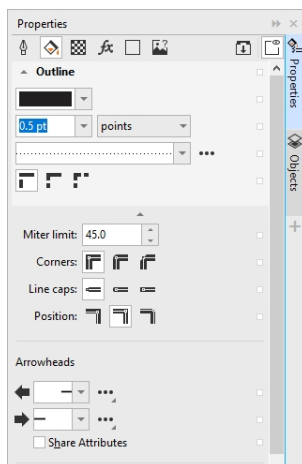 Properties
fx
Outline
0.5 pt
points
Miter limit: 45.0
Corners:
Line caps:
Position:
Arrowheads
Share Attributes
Properties
Objects